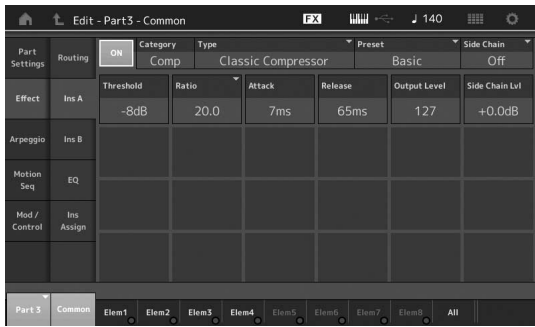 Edit - Part3 - Common FX ♩ 140
Part Settings
Effect
Arpeggio
Motion Seq
Mod / Control
Routing
Ins A
Ins B
EQ
Ins Assign
ON
Category
Comp
Type
Classic Compressor
Preset
Basic
Side Chain
Off
Threshold
-8dB
Ratio
20.0
Attack
7ms
Release
65ms
Output Level
127
Side Chain Lvl
+0.0dB
Part 3 Common Elem1 Elem2 Elem3 Elem4 Elem5 Elem6 Elem7 Elem8 All